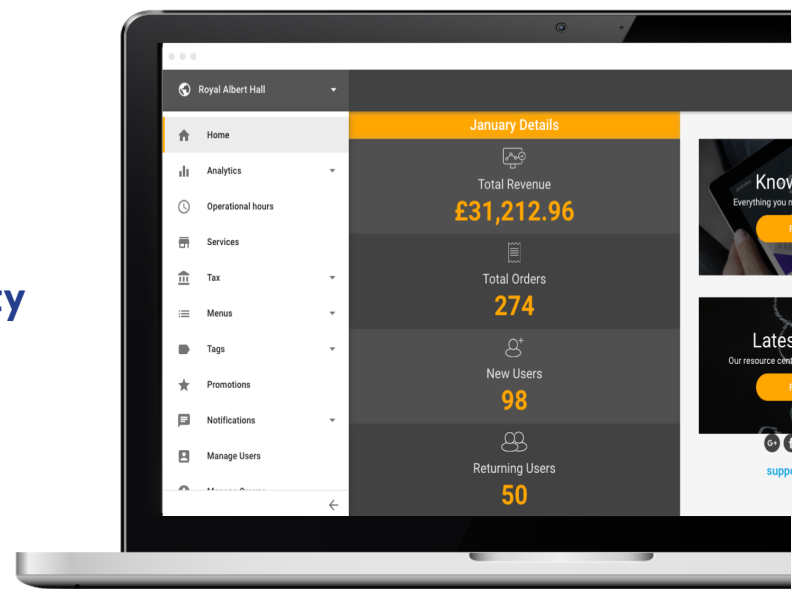 ty
Royal Albert Hall
Home
Analytics
Operational hours
Services
Tax
Menus
Tags
Promotions
Notifications
Manage Users
January Details
Total Revenue
£31,212.96
Total Orders
274
New Users
98
Returning Users
50
Know
Everything you n
Lates
Our resource cent
G+
suppo